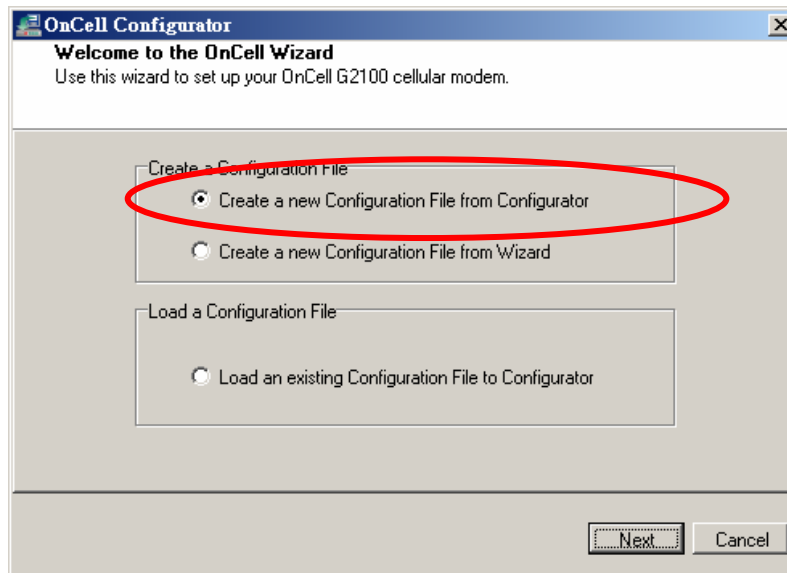 OnCell Configurator
Welcome to the OnCell Wizard
Use this wizard to set up your OnCell G2100 cellular modem.
Create a Configuration File
Create a new Configuration File from Configurator
Create a new Configuration File from Wizard
Load a Configuration File
Load an existing Configuration File to Configurator
Next Cancel